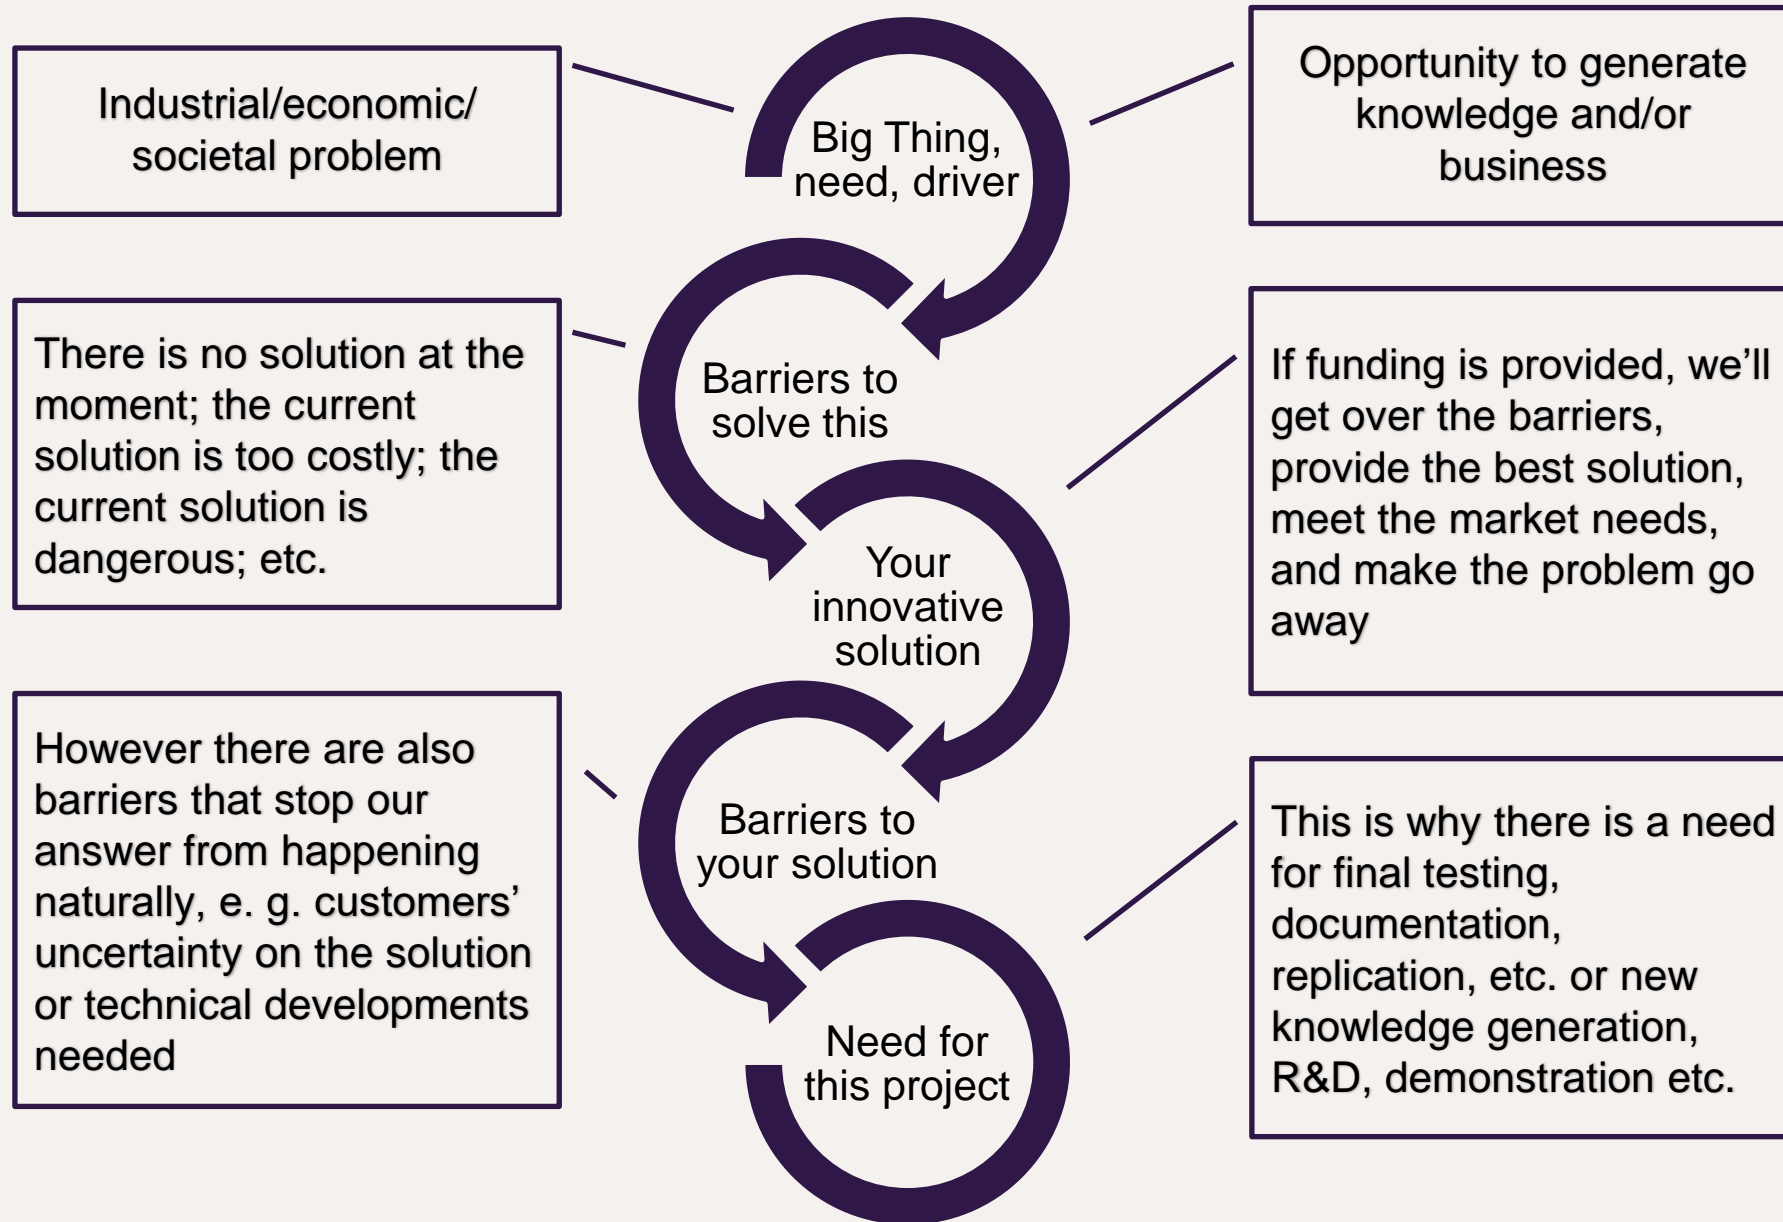 Industrial/economic/
societal problem
Big Thing,
need, driver
Opportunity to generate
knowledge and/or
business
There is no solution at the
moment; the current
solution is too costly; the
current solution is
dangerous; etc.
Barriers to
solve this
If funding is provided, we’ll
get over the barriers,
provide the best solution,
meet the market needs,
and make the problem go
away
Your
innovative
solution
However there are also
barriers that stop our
answer from happening
naturally, e. g. customers’
uncertainty on the solution
or technical developments
needed
Barriers to
your solution
This is why there is a need
for final testing,
documentation,
replication, etc. or new
knowledge generation,
R&D, demonstration etc.
Need for
this project